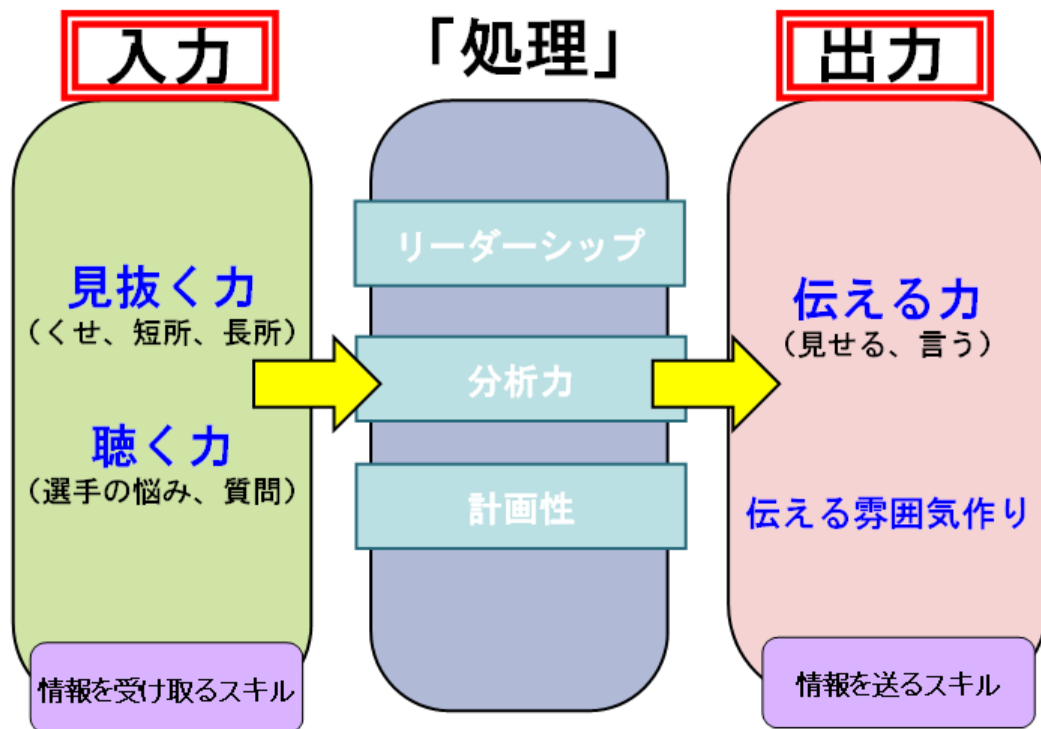 入力
見抜く力
（くせ、短所、長所）
聴く力
（選手の悩み、質問）
情報を受け取るスキル
「処理」
リーダーシップ
分析力
計画性
出力
伝える力
（見せる、言う）
伝える雰囲気作り
情報を送るスキル